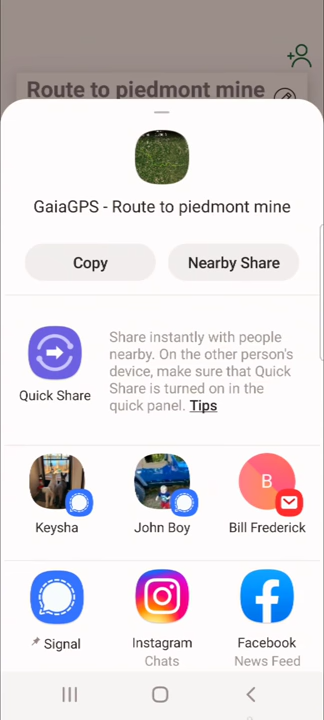 Route to piedmont mine
GaiaGPS - Route to piedmont mine
Copy
Nearby Share
Quick Share
Share instantly with people
nearby. On the other person's
device, make sure that Quick
Share is turned on in the
quick panel. Tips
B
Keysha
John Boy
Bill Frederick
Signal
Instagram
Chats
Facebook
News Feed